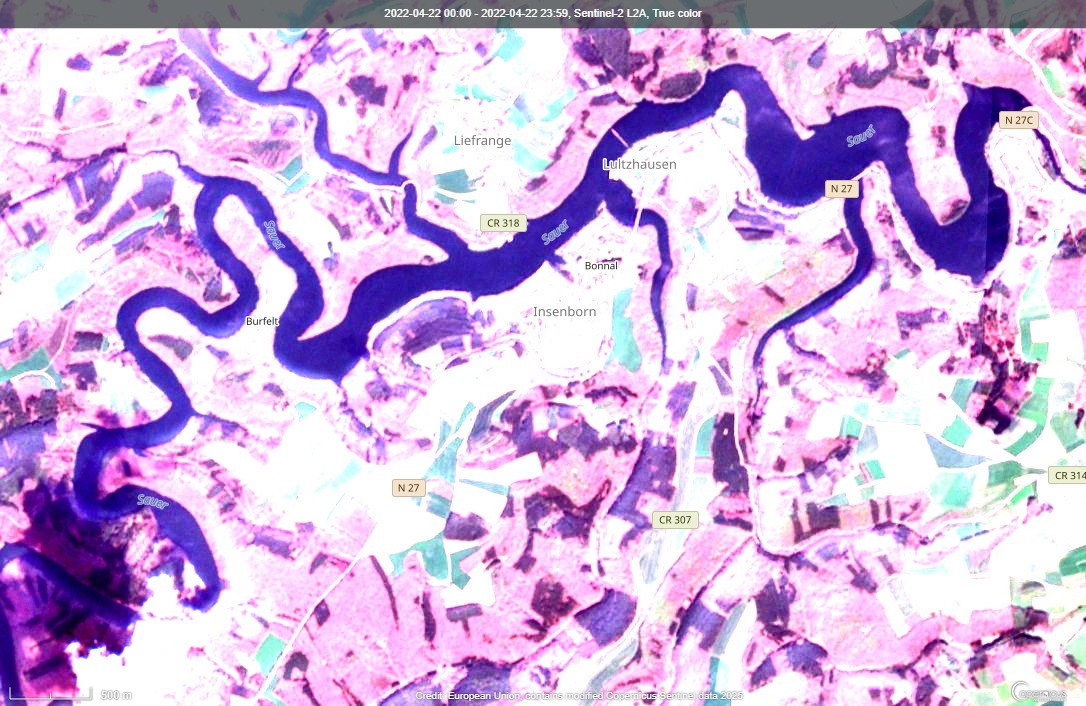 2022-04-22 00:00 - 2022-04-22 23:59, Sentinel-2 L2A, True color
N 27C
Sauer
Liefrange
Lultzhausen
N 27
CR 318
Sauer
Sauer
Bonnal
Insenborn
Burfelt
CR 314
N 27
Sauer
CR 307
500 m
Credit: European Union, contains modified Copernicus Sentinel data 2025
opernicus